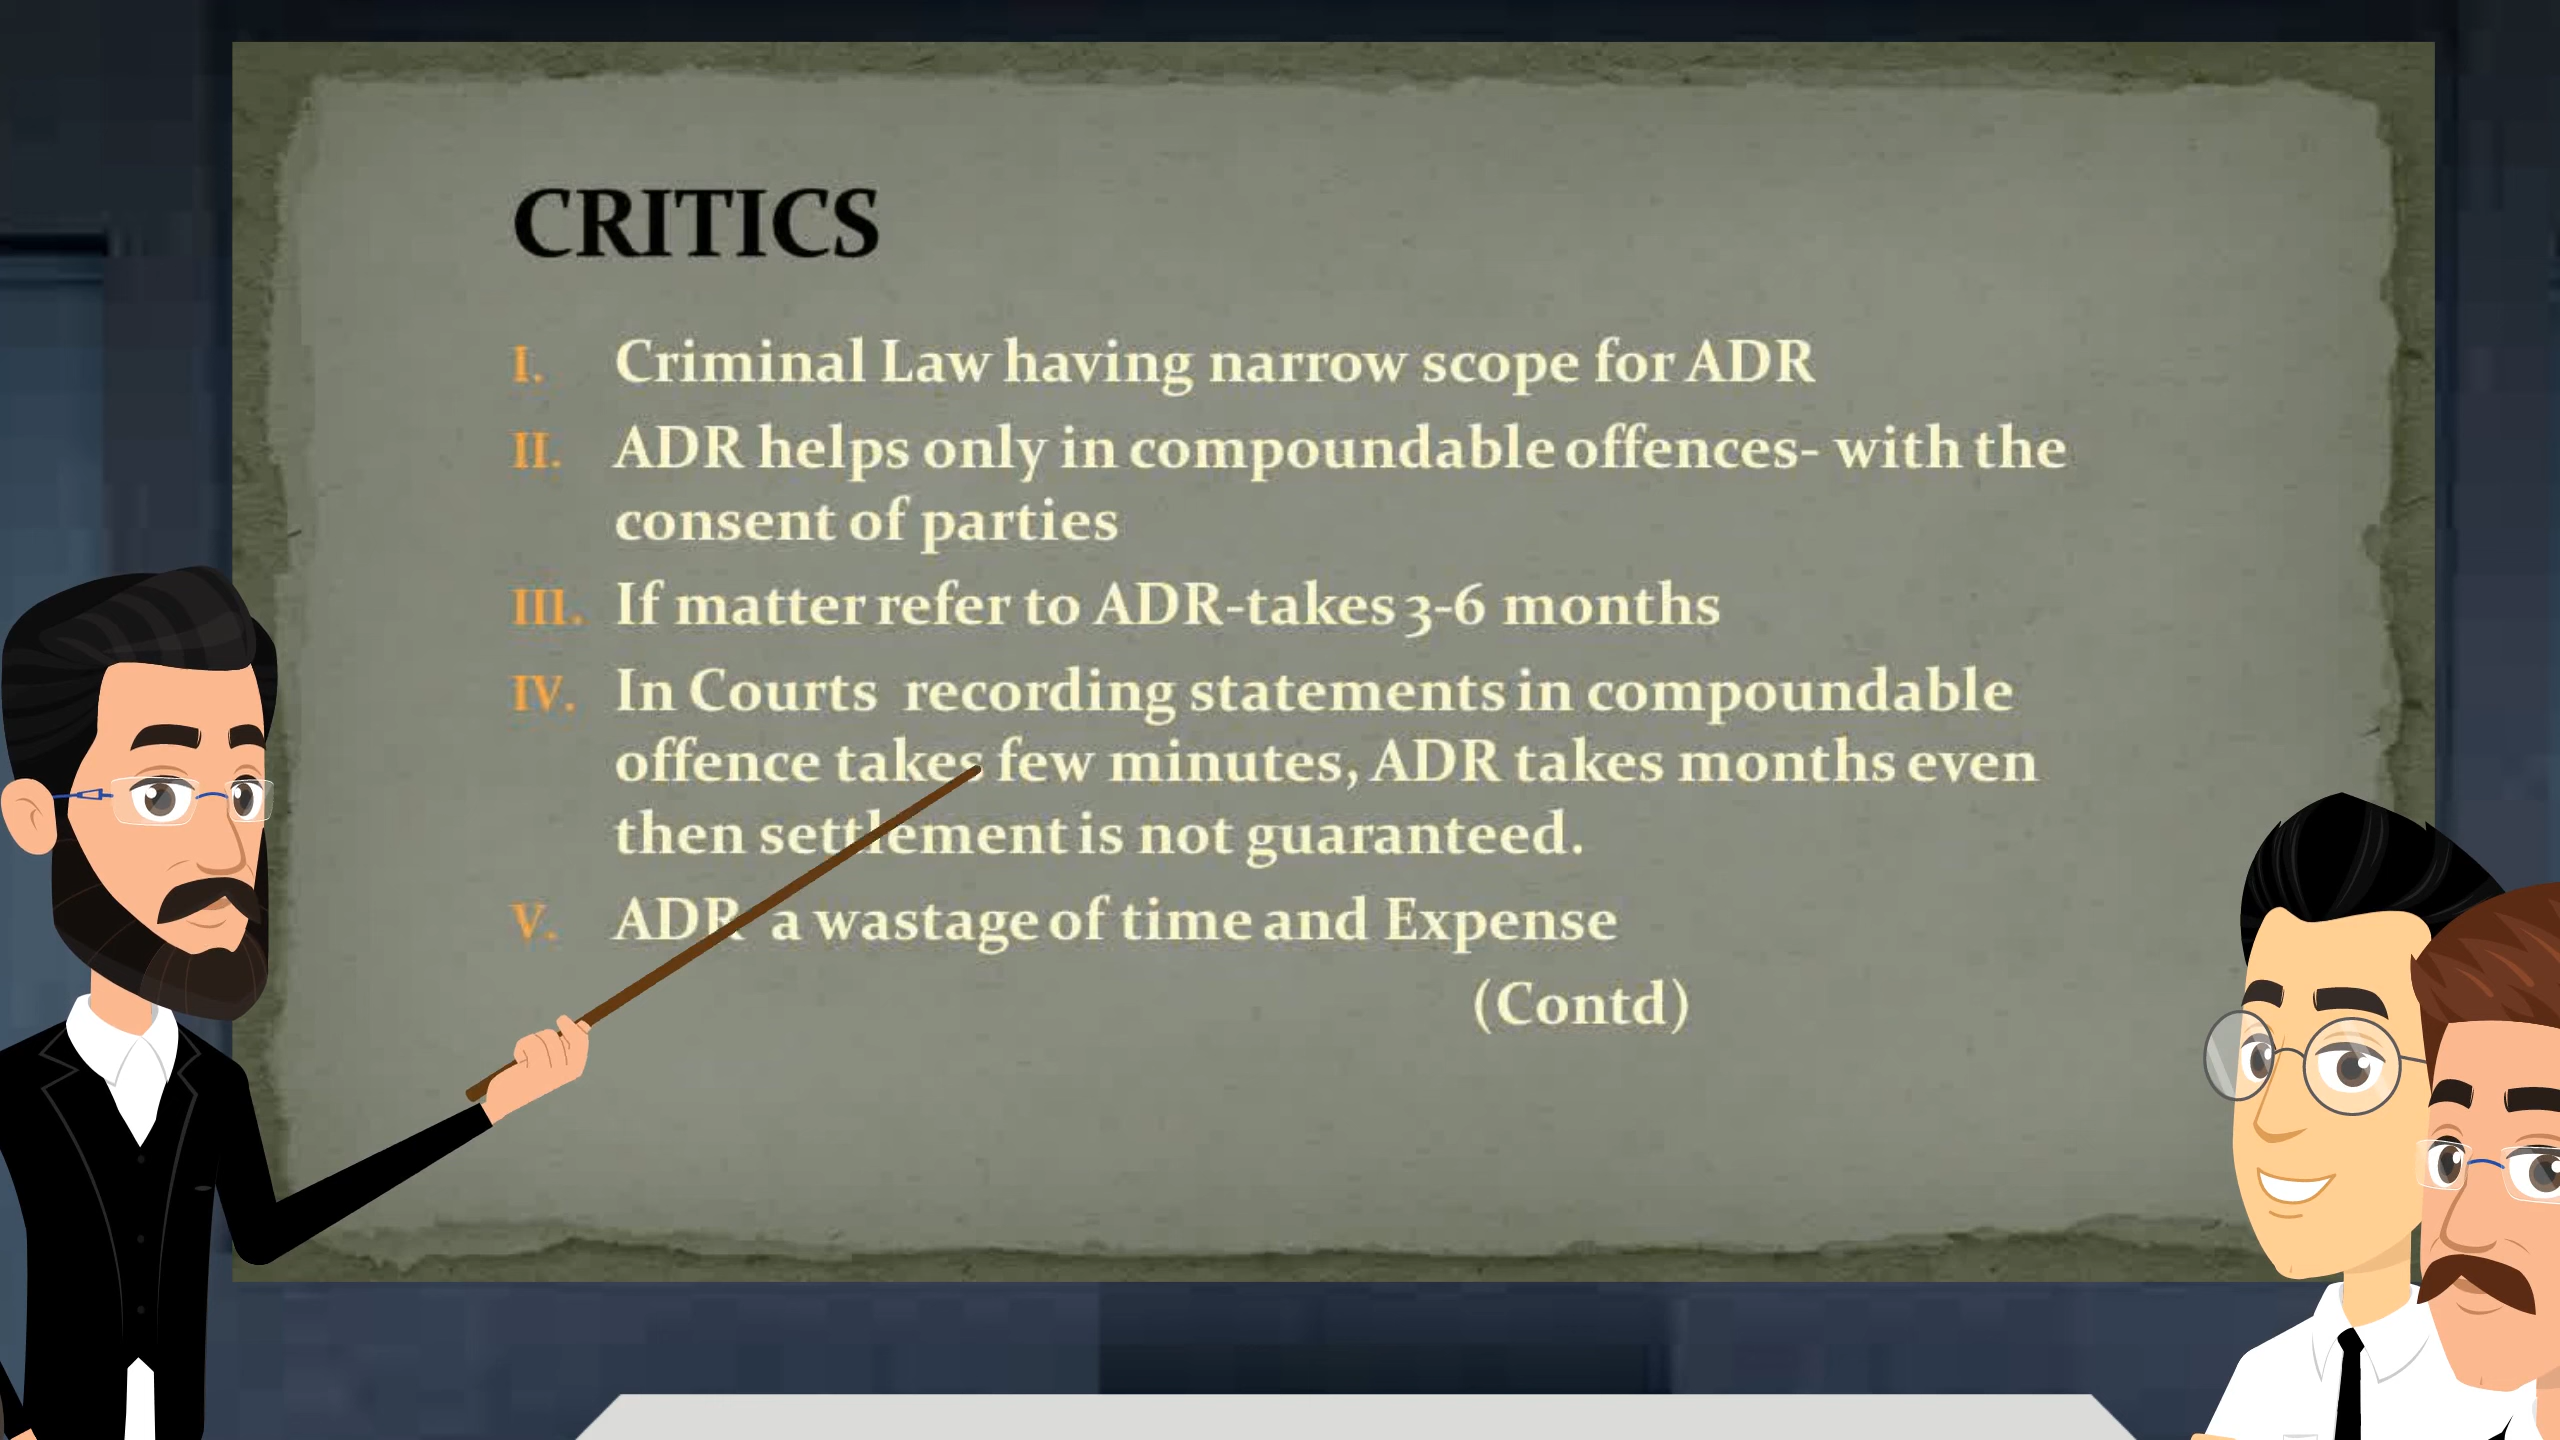 CRITICS
I. Criminal Law having narrow scope for ADR
II. ADR helps only in compoundable offences- with the
consent of parties
III. If matter refer to ADR-takes 3-6 months
IV. In Courts recording statements in compoundable
offence takes few minutes, ADR takes months even
then settlement is not guaranteed.
V. ADR a wastage of time and Expense
(Contd)